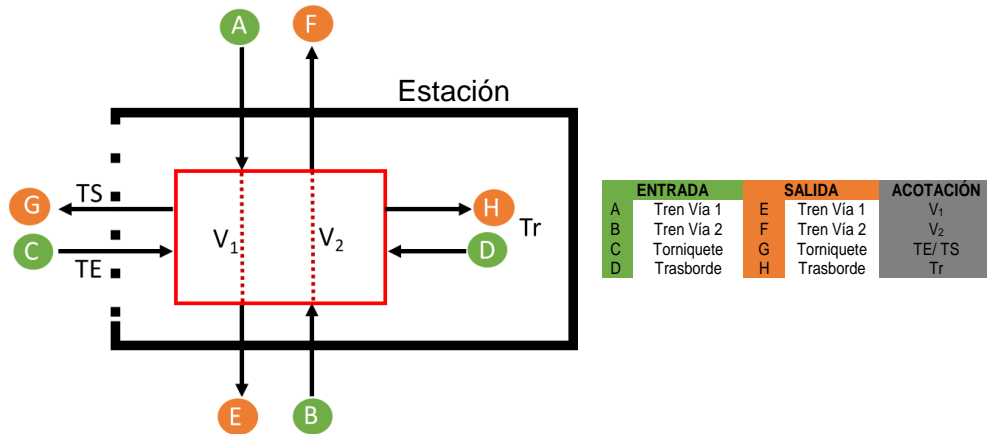 A
F
Estación
G
TS
H
Tr
V1
V2
C
TE
D
E
B
ENTRADA SALIDA ACOTACIÓN
A Tren Vía 1 E Tren Vía 1 V1
B Tren Vía 2 F Tren Vía 2 V2
C Torniquete G Torniquete TE/ TS
D Trasborde H Trasborde Tr